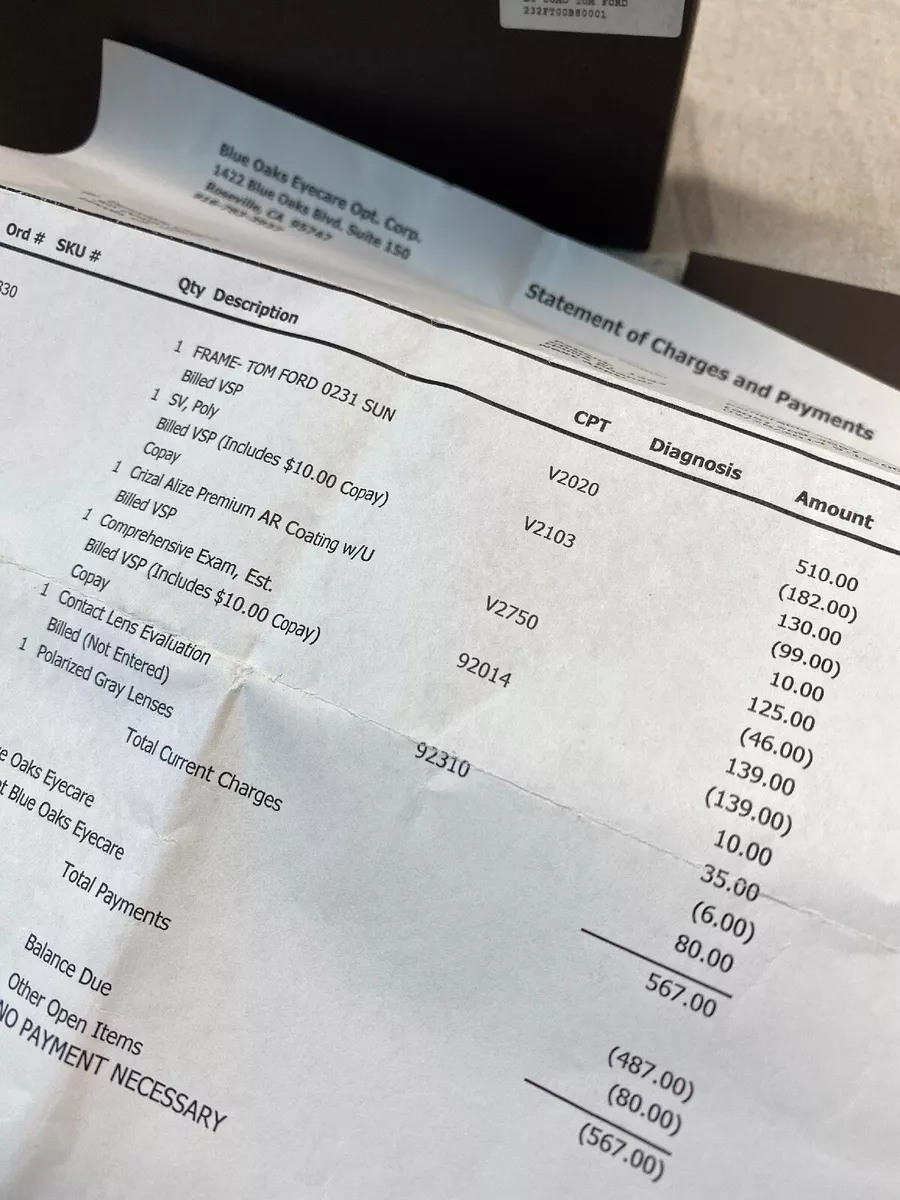 232FT00B80001
Blue Oaks Eyecare Opt. Corp.
1422 Blue Oaks Blvd. Suite 150
Roseville, CA 95747
Statement of Charges and Payments
Ord # SKU # Qty Description CPT Diagnosis Amount
1 FRAME- TOM FORD 0231 SUN V2020 510.00
Billed VSP (182.00)
1 SV, Poly V2103 130.00
Billed VSP (Includes $10.00 Copay) (99.00)
Copay 10.00
1 Crizal Alize Premium AR Coating w/U V2750 125.00
Billed VSP (46.00)
1 Comprehensive Exam, Est. 92014 139.00
Billed VSP (Includes $10.00 Copay) (139.00)
Copay 10.00
1 Contact Lens Evaluation 92310 35.00
Billed (Not Entered) (6.00)
1 Polarized Gray Lenses 80.00
Total Current Charges 567.00
Oaks Eyecare (487.00)
Blue Oaks Eyecare (80.00)
Total Payments (567.00)
Balance Due
Other Open Items
NO PAYMENT NECESSARY